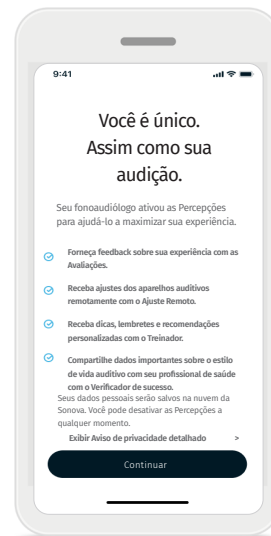 9:41
Você é único.
Assim como sua
audição.
Seu fonoaudiólogo ativou as Percepções
para ajudá-lo a maximizar sua experiência.
Forneça feedback sobre sua experiência com as
Avaliações.
Receba ajustes dos aparelhos auditivos
remotamente com o Ajuste Remoto.
Receba dicas, lembretes e recomendações
personalizadas com o Treinador.
Compartilhe dados importantes sobre o estilo
de vida auditivo com seu profissional de saúde
com o Verificador de sucesso.
Seus dados pessoais serão salvos na nuvem da
Sonova. Você pode desativar as Percepções a
qualquer momento.
Exibir Aviso de privacidade detalhado >
Continuar